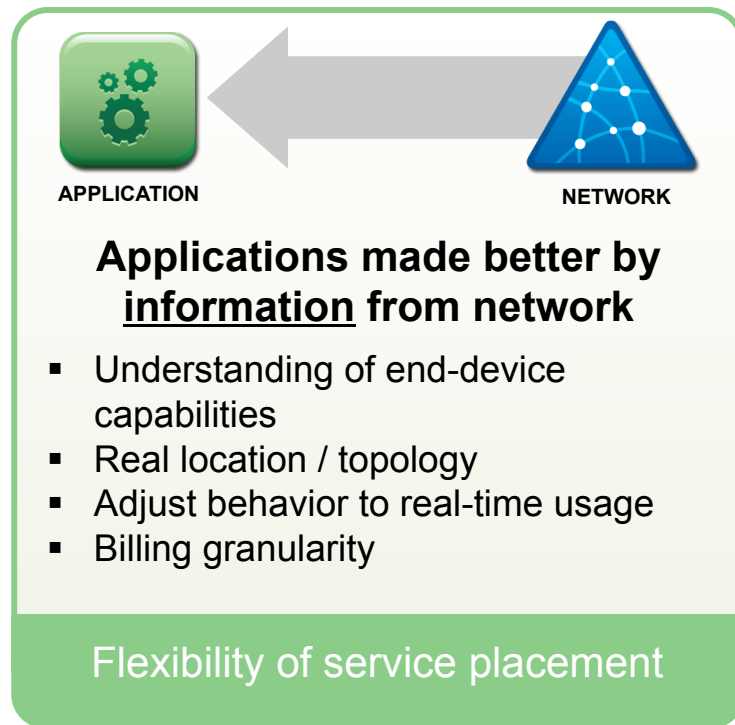 APPLICATION
NETWORK
Applications made better by
information from network
▪ Understanding of end-device
capabilities
▪ Real location / topology
▪ Adjust behavior to real-time usage
▪ Billing granularity
Flexibility of service placement